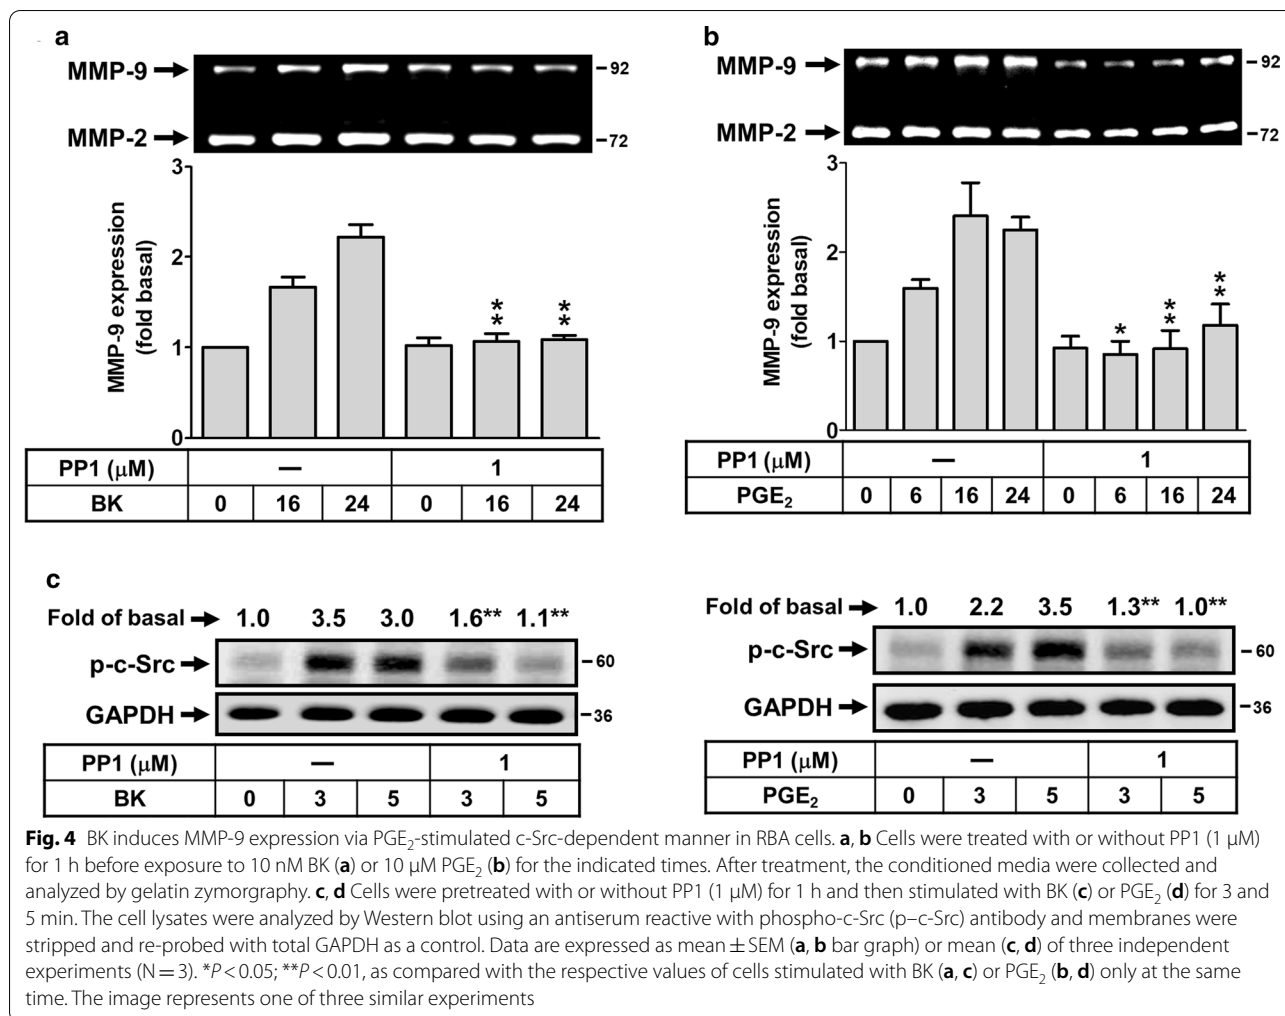 a
MMP-9
92
MMP-2
72
3
2
1
0
MMP-9 expression
(fold basal)
**
**
PP1 (μM) — 1
BK 0 16 24 0 16 24
b
MMP-9
92
MMP-2
72
3
2
1
0
MMP-9 expression
(fold basal)
*
**
**
PP1 (μM) — 1
PGE₂ 0 6 16 24 0 6 16 24
c
Fold of basal 1.0 3.5 3.0 1.6** 1.1**
p-c-Src 60
GAPDH 36
PP1 (μM) — 1
BK 0 3 5 3 5
Fold of basal 1.0 2.2 3.5 1.3** 1.0**
p-c-Src 60
GAPDH 36
PP1 (μM) — 1
PGE₂ 0 3 5 3 5
Fig. 4 BK induces MMP-9 expression via PGE₂-stimulated c-Src-dependent manner in RBA cells. a, b Cells were treated with or without PP1 (1 μM)
for 1 h before exposure to 10 nM BK (a) or 10 μM PGE₂ (b) for the indicated times. After treatment, the conditioned media were collected and
analyzed by gelatin zymorgraphy. c, d Cells were pretreated with or without PP1 (1 μM) for 1 h and then stimulated with BK (c) or PGE₂ (d) for 3 and
5 min. The cell lysates were analyzed by Western blot using an antiserum reactive with phospho-c-Src (p–c-Src) antibody and membranes were
stripped and re-probed with total GAPDH as a control. Data are expressed as mean ± SEM (a, b bar graph) or mean (c, d) of three independent
experiments (N = 3). *P < 0.05; **P < 0.01, as compared with the respective values of cells stimulated with BK (a, c) or PGE₂ (b, d) only at the same
time. The image represents one of three similar experiments